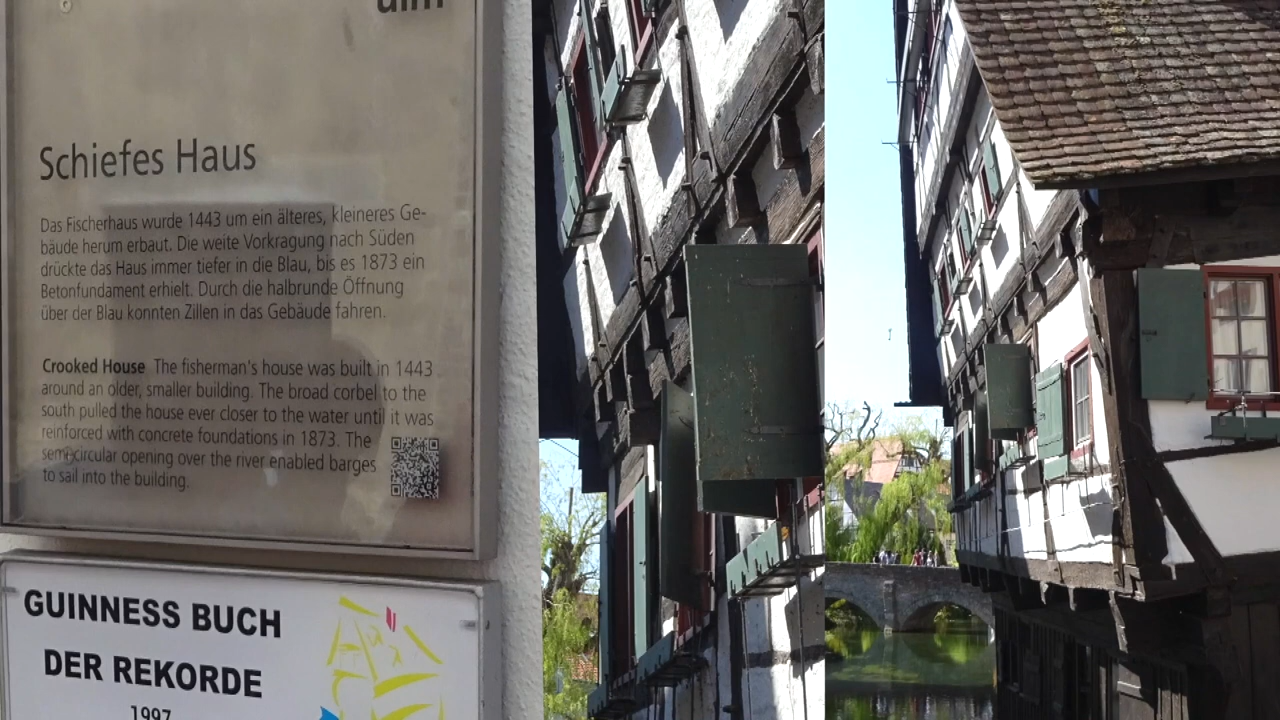 ulm
Schiefes Haus
Das Fischerhaus wurde 1443 um ein älteres, kleineres Ge-
bäude herum erbaut. Die weite Vorkragung nach Süden
drückte das Haus immer tiefer in die Blau, bis es 1873 ein
Betonfundament erhielt. Durch die halbrunde Öffnung
über der Blau konnten Zillen in das Gebäude fahren.
Crooked House The fisherman's house was built in 1443
around an older, smaller building. The broad corbel to the
south pulled the house ever closer to the water until it was
reinforced with concrete foundations in 1873. The
semicircular opening over the river enabled barges
to sail into the building.
GUINNESS BUCH
DER REKORDE
1997